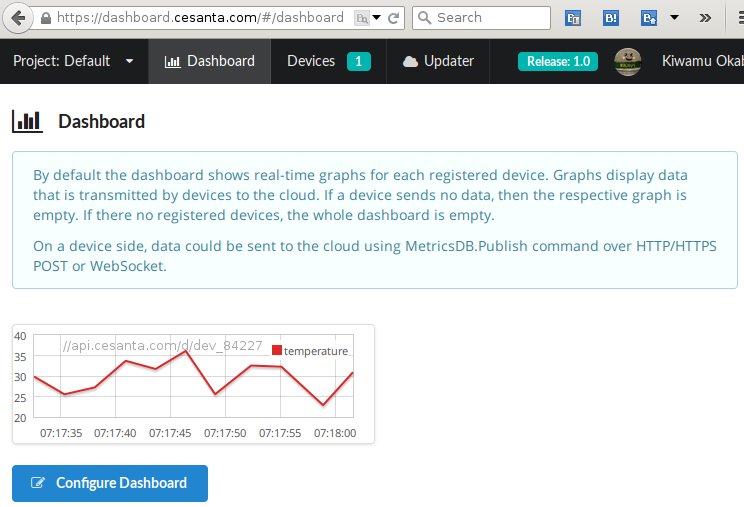 https://dashboard.cesanta.com/#/dashboard Search
Project: Default Dashboard Devices 1 Updater Release: 1.0 Kiwamu Okab
Dashboard
By default the dashboard shows real-time graphs for each registered device. Graphs display data
that is transmitted by devices to the cloud. If a device sends no data, then the respective graph is
empty. If there no registered devices, the whole dashboard is empty.
On a device side, data could be sent to the cloud using MetricsDB.Publish command over HTTP/HTTPS
POST or WebSocket.
//api.cesanta.com/d/dev_84227
temperature
40
35
30
25
20
07:17:35 07:17:40 07:17:45 07:17:50 07:17:55 07:18:00
Configure Dashboard